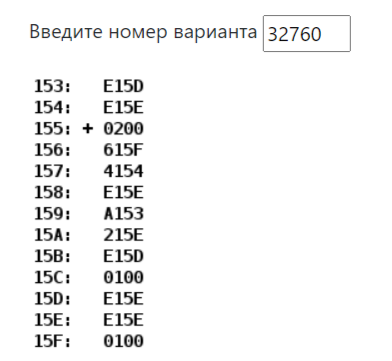 Введите номер варианта 32760
153: E15D
154: E15E
155: + 0200
156: 615F
157: 4154
158: E15E
159: A153
15A: 215E
15B: E15D
15C: 0100
15D: E15E
15E: E15E
15F: 0100